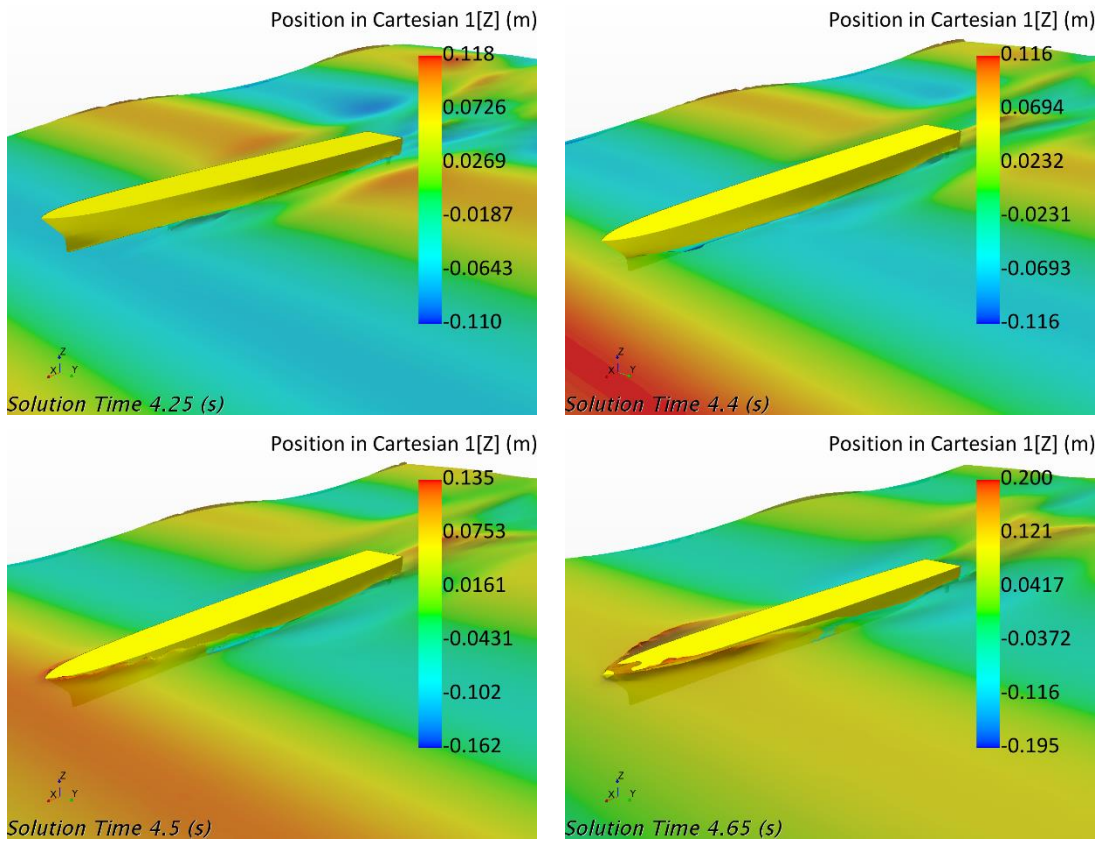 Position in Cartesian 1[Z] (m)
0.118
0.0726
0.0269
-0.0187
-0.0643
-0.110
Z
X Y
Solution Time 4.25 (s)
Position in Cartesian 1[Z] (m)
0.116
0.0694
0.0232
-0.0231
-0.0693
-0.116
Z
X Y
Solution Time 4.4 (s)
Position in Cartesian 1[Z] (m)
0.135
0.0753
0.0161
-0.0431
-0.102
-0.162
Z
X Y
Solution Time 4.5 (s)
Position in Cartesian 1[Z] (m)
0.200
0.121
0.0417
-0.0372
-0.116
-0.195
Z
X Y
Solution Time 4.65 (s)